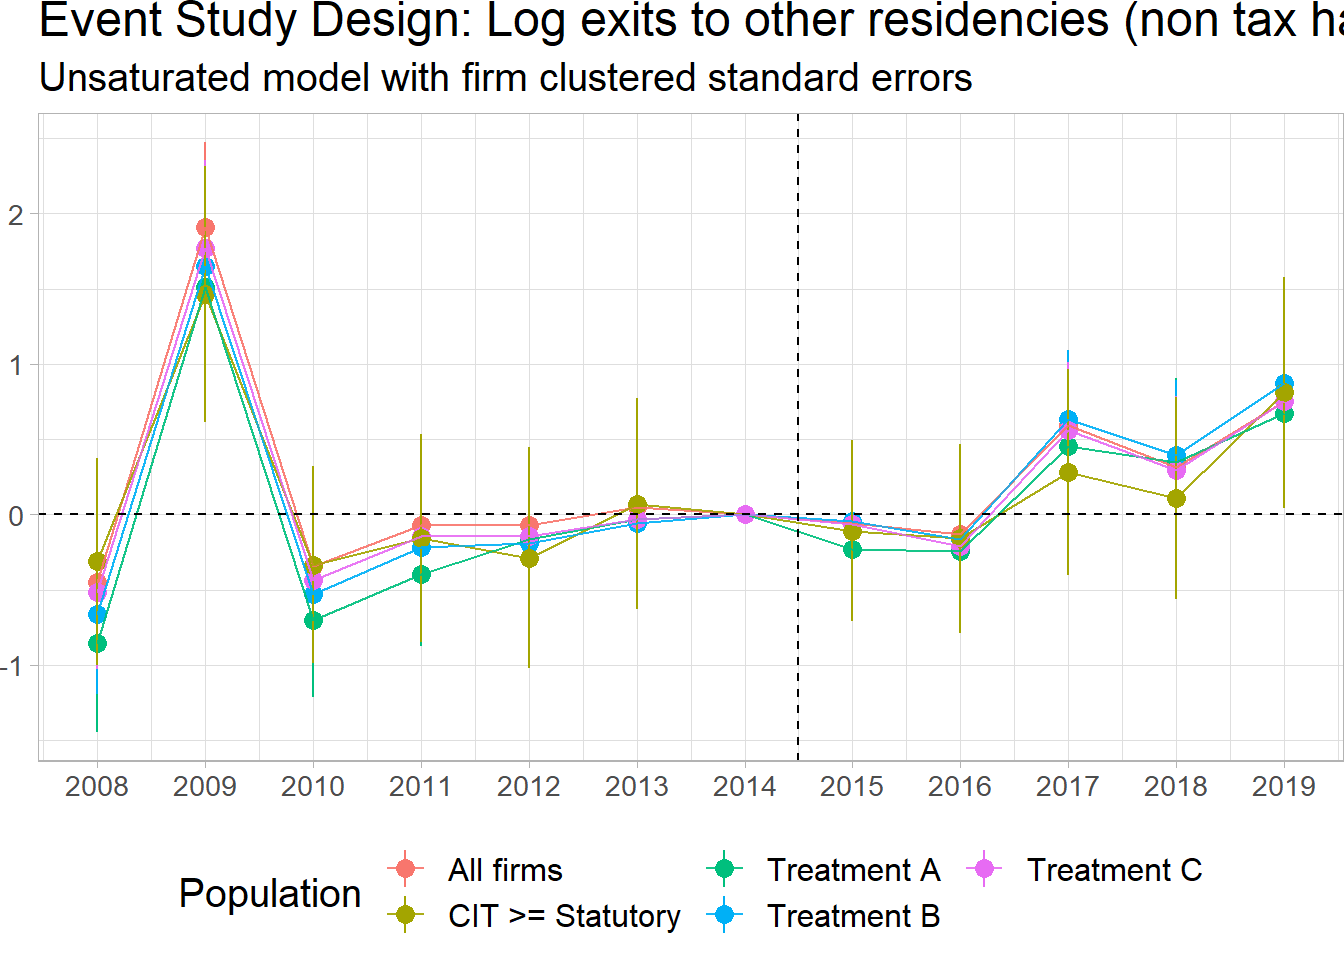 Event Study Design: Log exits to other residencies (non tax
Unsaturated model with firm clustered standard errors
2
1
0
-1
2008 2009 2010 2011 2012 2013 2014 2015 2016 2017 2018 2019
Population
All firms Treatment A Treatment C
CIT >= Statutory Treatment B